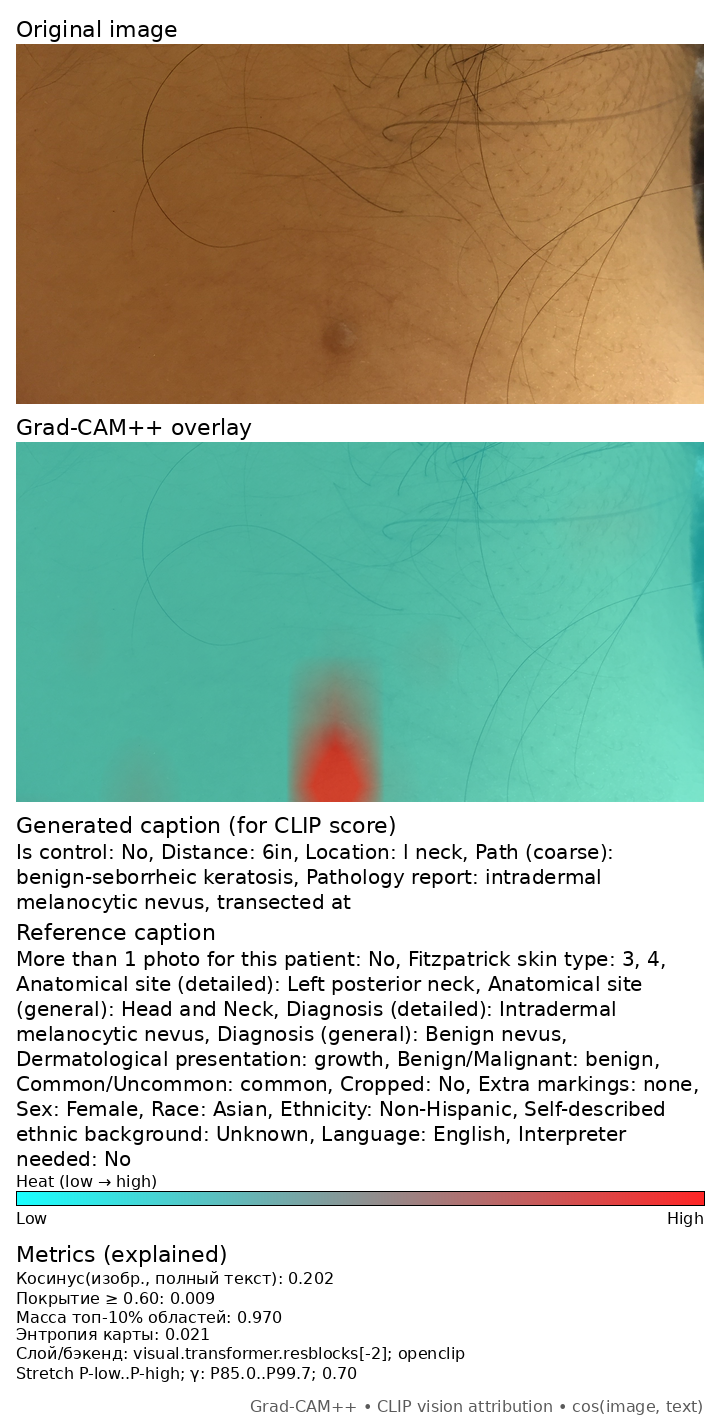 Original image
Grad-CAM++ overlay
Generated caption (for CLIP score)
Is control: No, Distance: 6in, Location: l neck, Path (coarse):
benign-seborrheic keratosis, Pathology report: intradermal
melanocytic nevus, transected at
Reference caption
More than 1 photo for this patient: No, Fitzpatrick skin type: 3, 4,
Anatomical site (detailed): Left posterior neck, Anatomical site
(general): Head and Neck, Diagnosis (detailed): Intradermal
melanocytic nevus, Diagnosis (general): Benign nevus,
Dermatological presentation: growth, Benign/Malignant: benign,
Common/Uncommon: common, Cropped: No, Extra markings: none,
Sex: Female, Race: Asian, Ethnicity: Non-Hispanic, Self-described
ethnic background: Unknown, Language: English, Interpreter
needed: No
Heat (low → high)
Low High
Metrics (explained)
Косинус(изобр., полный текст): 0.202
Покрытие ≥ 0.60: 0.009
Масса топ-10% областей: 0.970
Энтропия карты: 0.021
Слой/бэкенд: visual.transformer.resblocks[-2]; openclip
Stretch P-low..P-high; γ: P85.0..P99.7; 0.70
Grad-CAM++ • CLIP vision attribution • cos(image, text)